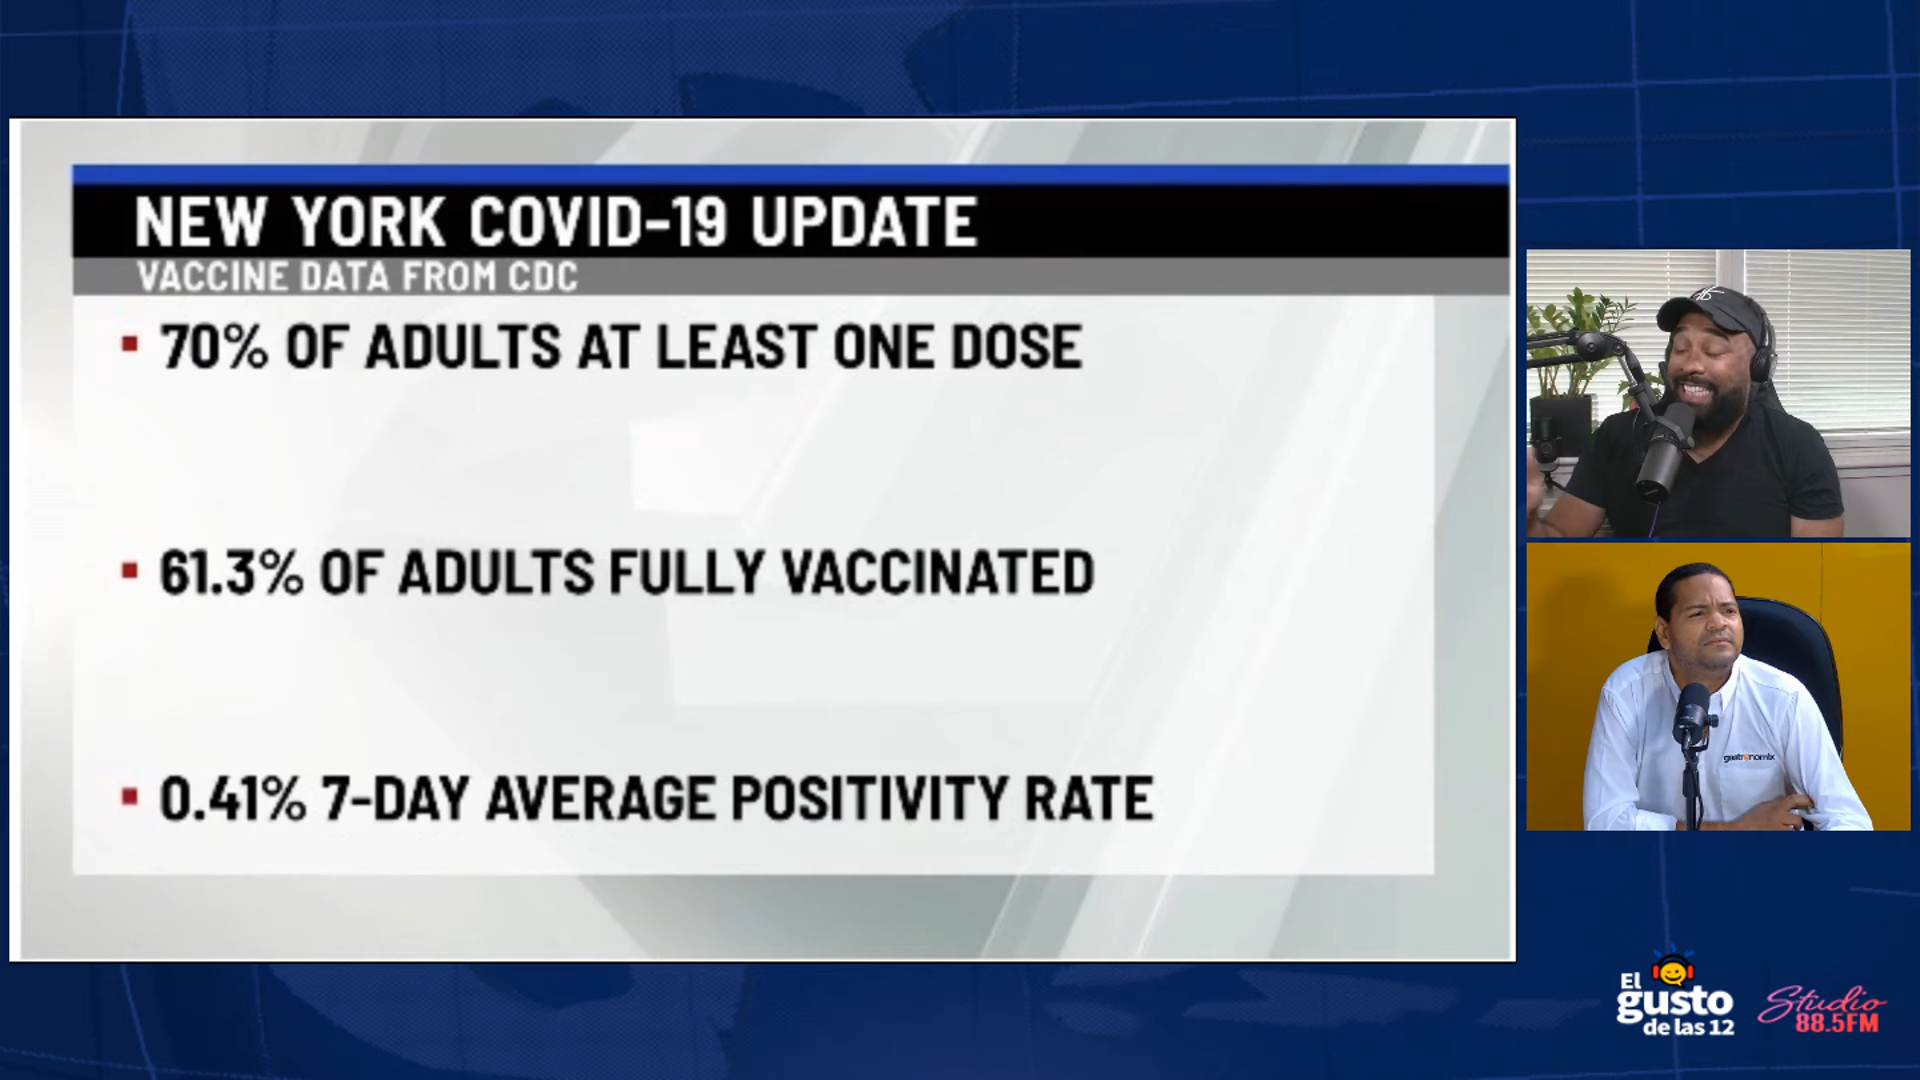 NEW YORK COVID-19 UPDATE
VACCINE DATA FROM CDC
70% OF ADULTS AT LEAST ONE DOSE
61.3% OF ADULTS FULLY VACCINATED
0.41% 7-DAY AVERAGE POSITIVITY RATE
gastronomix
El
gusto
de las 12
Studio
88.5FM